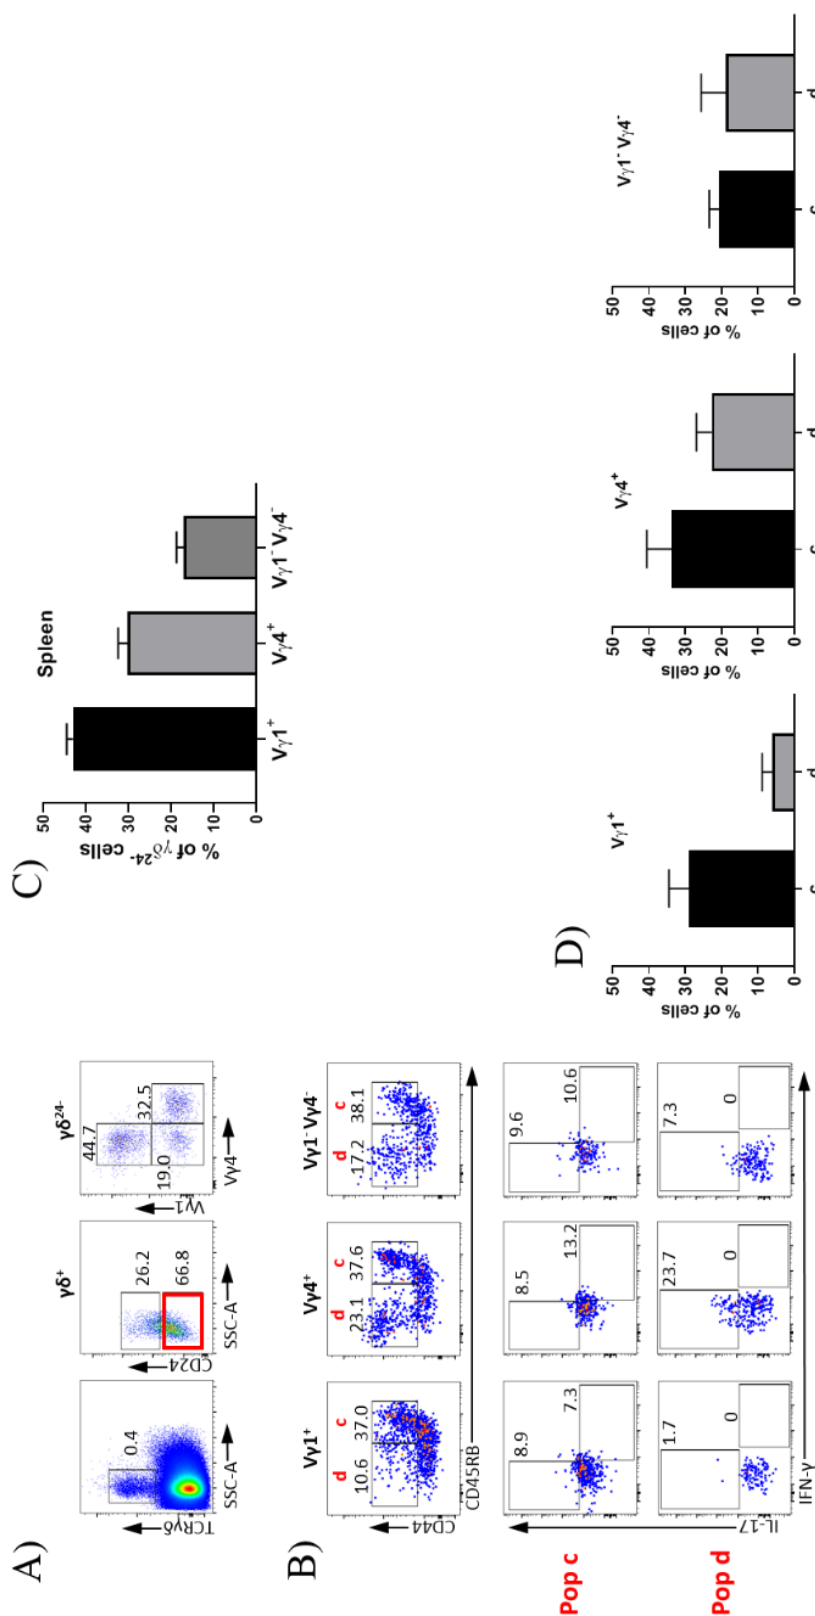 A)
γδ⁺
γδ²⁴⁻
0.4
26.2
66.8
44.7
32.5
19.0
TCRγδ
SSC-A
CD24
SSC-A
Vγ1
Vγ4
B)
Vγ1⁺
Vγ4⁺
Vγ1⁻ Vγ4⁻
d
c
d
c
d
c
10.6
37.0
23.1
37.6
17.2
38.1
CD44
CD45RB
Pop c
8.9
7.3
8.5
13.2
9.6
10.6
Pop d
1.7
0
23.7
0
7.3
0
IL-17
IFN-γ
C)
Spleen
% of γδ²⁴⁻ cells
50
40
30
20
10
0
Vγ1⁺
Vγ4⁺
Vγ1⁻ Vγ4⁻
D)
Vγ1⁺
% of cells
50
40
30
20
10
0
c
d
Vγ4⁺
% of cells
50
40
30
20
10
0
c
d
Vγ1⁻ Vγ4⁻
% of cells
50
40
30
20
10
0
c
d